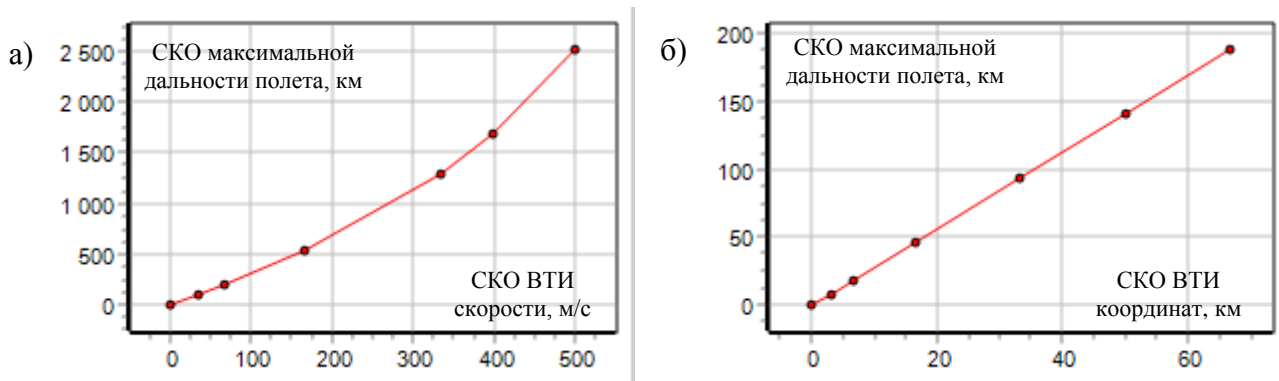 а)
СКО максимальной
дальности полета, км
2 500
2 000
1 500
1 000
500
0
СКО ВТИ
скорости, м/с
0 100 200 300 400 500
б)
СКО максимальной
дальности полета, км
200
150
100
50
0
СКО ВТИ
координат, км
0 20 40 60